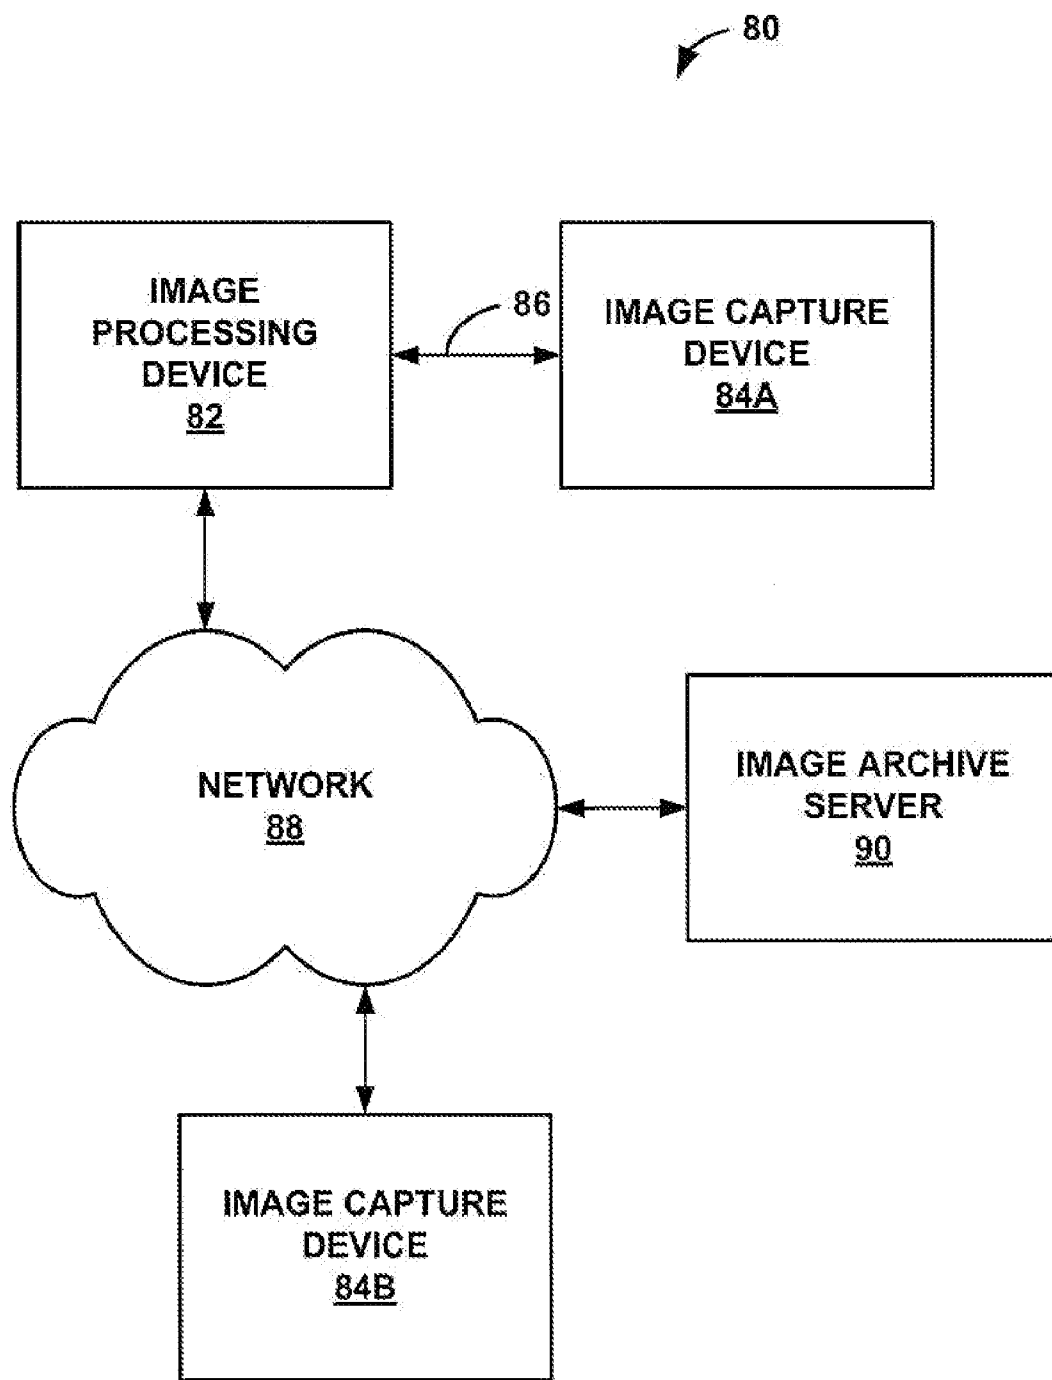 80
IMAGE
PROCESSING
DEVICE
82
86
IMAGE CAPTURE
DEVICE
84A
NETWORK
88
IMAGE ARCHIVE
SERVER
90
IMAGE CAPTURE
DEVICE
84B